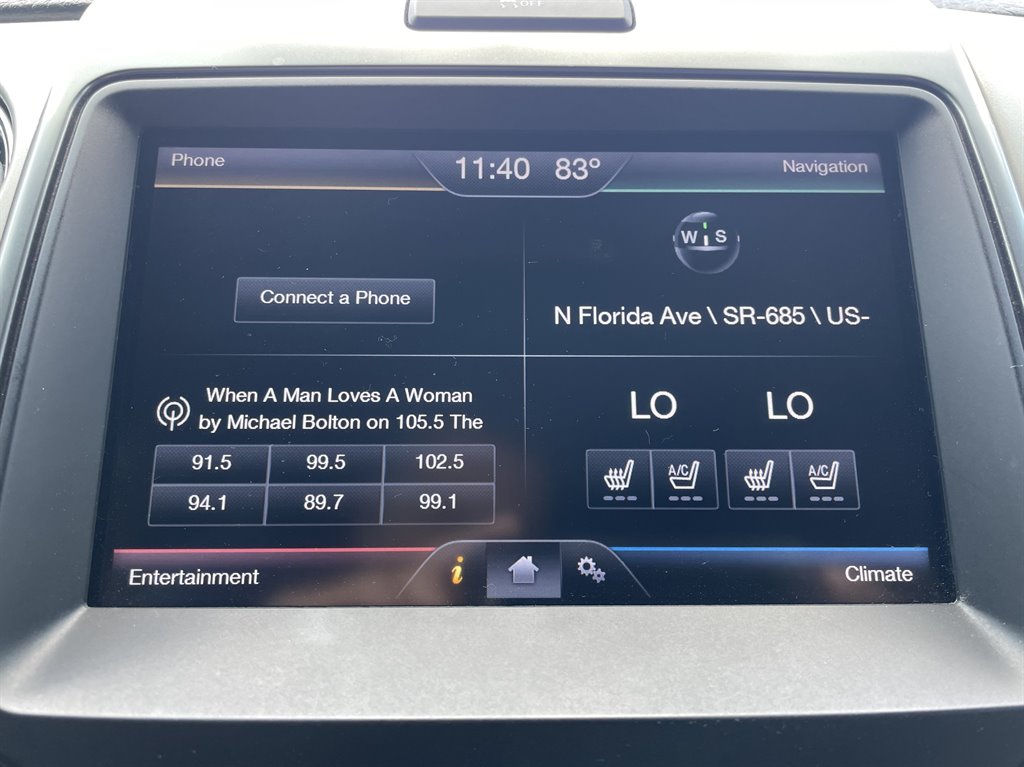 OFF
Phone
11:40 83°
Navigation
W S
Connect a Phone
N Florida Ave \ SR-685 \ US-
When A Man Loves A Woman
by Michael Bolton on 105.5 The
91.5 99.5 102.5
94.1 89.7 99.1
LO LO
A/C A/C
Entertainment
i
Climate